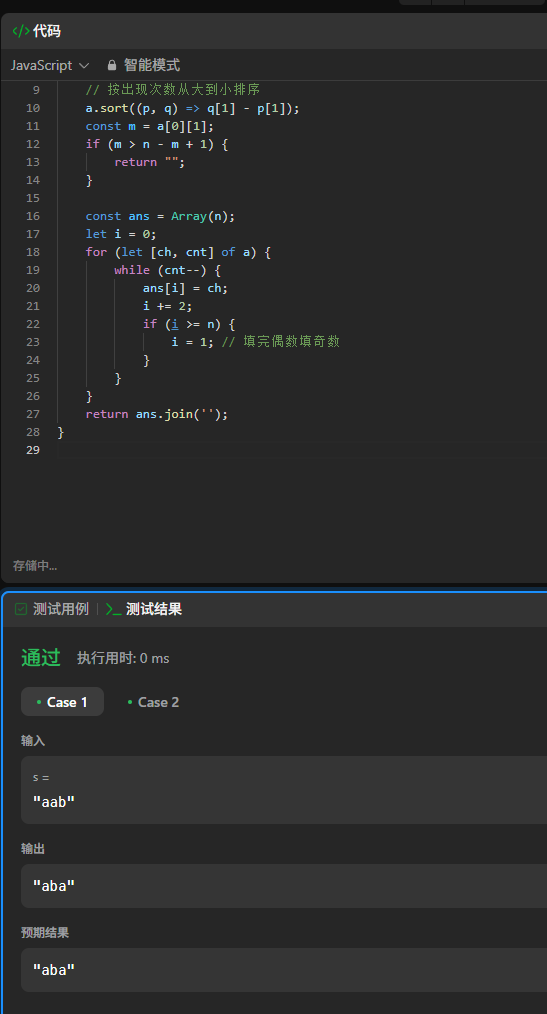 </> 代码
JavaScript 智能模式
9 // 按出现次数从大到小排序
10 a.sort((p, q) => q[1] - p[1]);
11 const m = a[0][1];
12 if (m > n - m + 1) {
13 return "";
14 }
15
16 const ans = Array(n);
17 let i = 0;
18 for (let [ch, cnt] of a) {
19 while (cnt--) {
20 ans[i] = ch;
21 i += 2;
22 if (i >= n) {
23 i = 1; // 填完偶数填奇数
24 }
25 }
26 }
27 return ans.join('');
28 }
29
存储中...
测试用例 | >_ 测试结果
通过 执行用时: 0 ms
• Case 1 • Case 2
输入
s =
"aab"
输出
"aba"
预期结果
"aba"